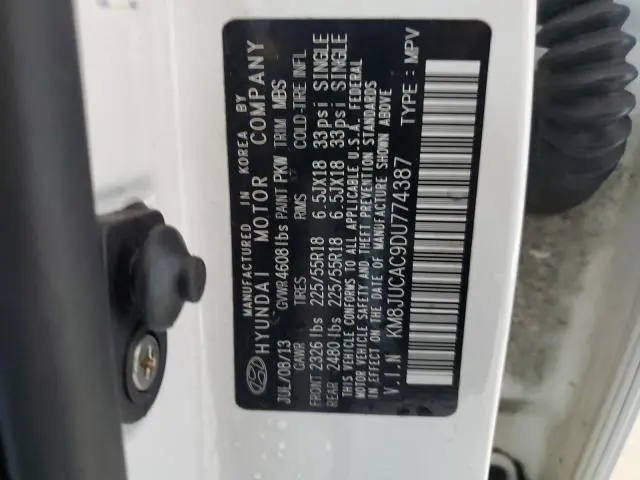 MANUFACTURED IN KOREA BY
HYUNDAI MOTOR COMPANY
JUL/08/13 GVWR 4608lbs PAINT PKW TRIM MBS
GAWR TIRES RIMS COLD-TIRE INFL
FRONT 2326 lbs 225/55R18 6.5JX18 33psi SINGLE
REAR 2480 lbs 225/55R18 6.5JX18 33psi SINGLE
THIS VEHICLE CONFORMS TO ALL APPLICABLE U.S.A. FEDERAL
MOTOR VEHICLE SAFETY AND THEFT PREVENTION STANDARDS
IN EFFECT ON THE DATE OF MANUFACTURE SHOWN ABOVE
V.I.N KM8JUCAC9DU774387 TYPE : MPV